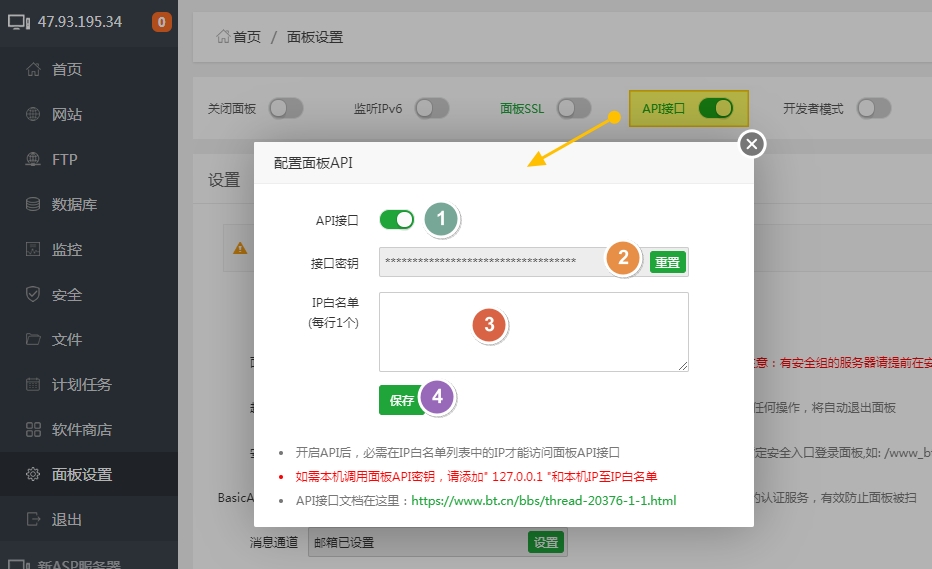 47.93.195.34
0
首页
网站
FTP
数据库
监控
安全
文件
计划任务
软件商店
面板设置
退出
新ASP服务器
首页 / 面板设置
关闭面板
监听IPv6
面板SSL
API接口
开发者模式
设置
配置面板API
API接口
1
接口密钥
***********************************
2
重置
IP白名单
(每行1个)
3
保存
4
开启API后，必需在IP白名单列表中的IP才能访问面板API接口
如需本机调用面板API密钥，请添加" 127.0.0.1 "和本机IP至IP白名单
API接口文档在这里：https://www.bt.cn/bbs/thread-20376-1-1.html
意：有安全组的服务器请提前在安
任何操作，将自动退出面板
定安全入口登录面板,如: /www_bt
BasicA
的认证服务，有效防止面板被扫
消息通道
邮箱已设置
设置